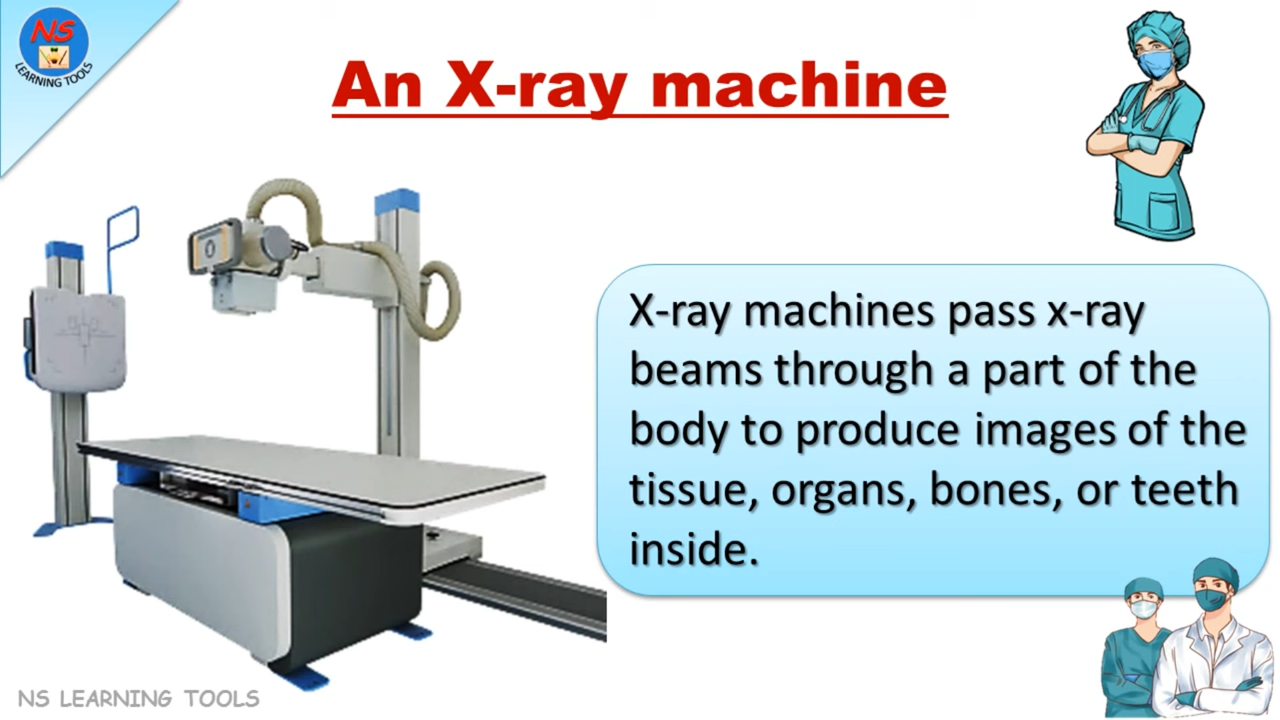 NS
LEARNING TOOLS
An X-ray machine
X-ray machines pass x-ray
beams through a part of the
body to produce images of the
tissue, organs, bones, or teeth
inside.
NS LEARNING TOOLS